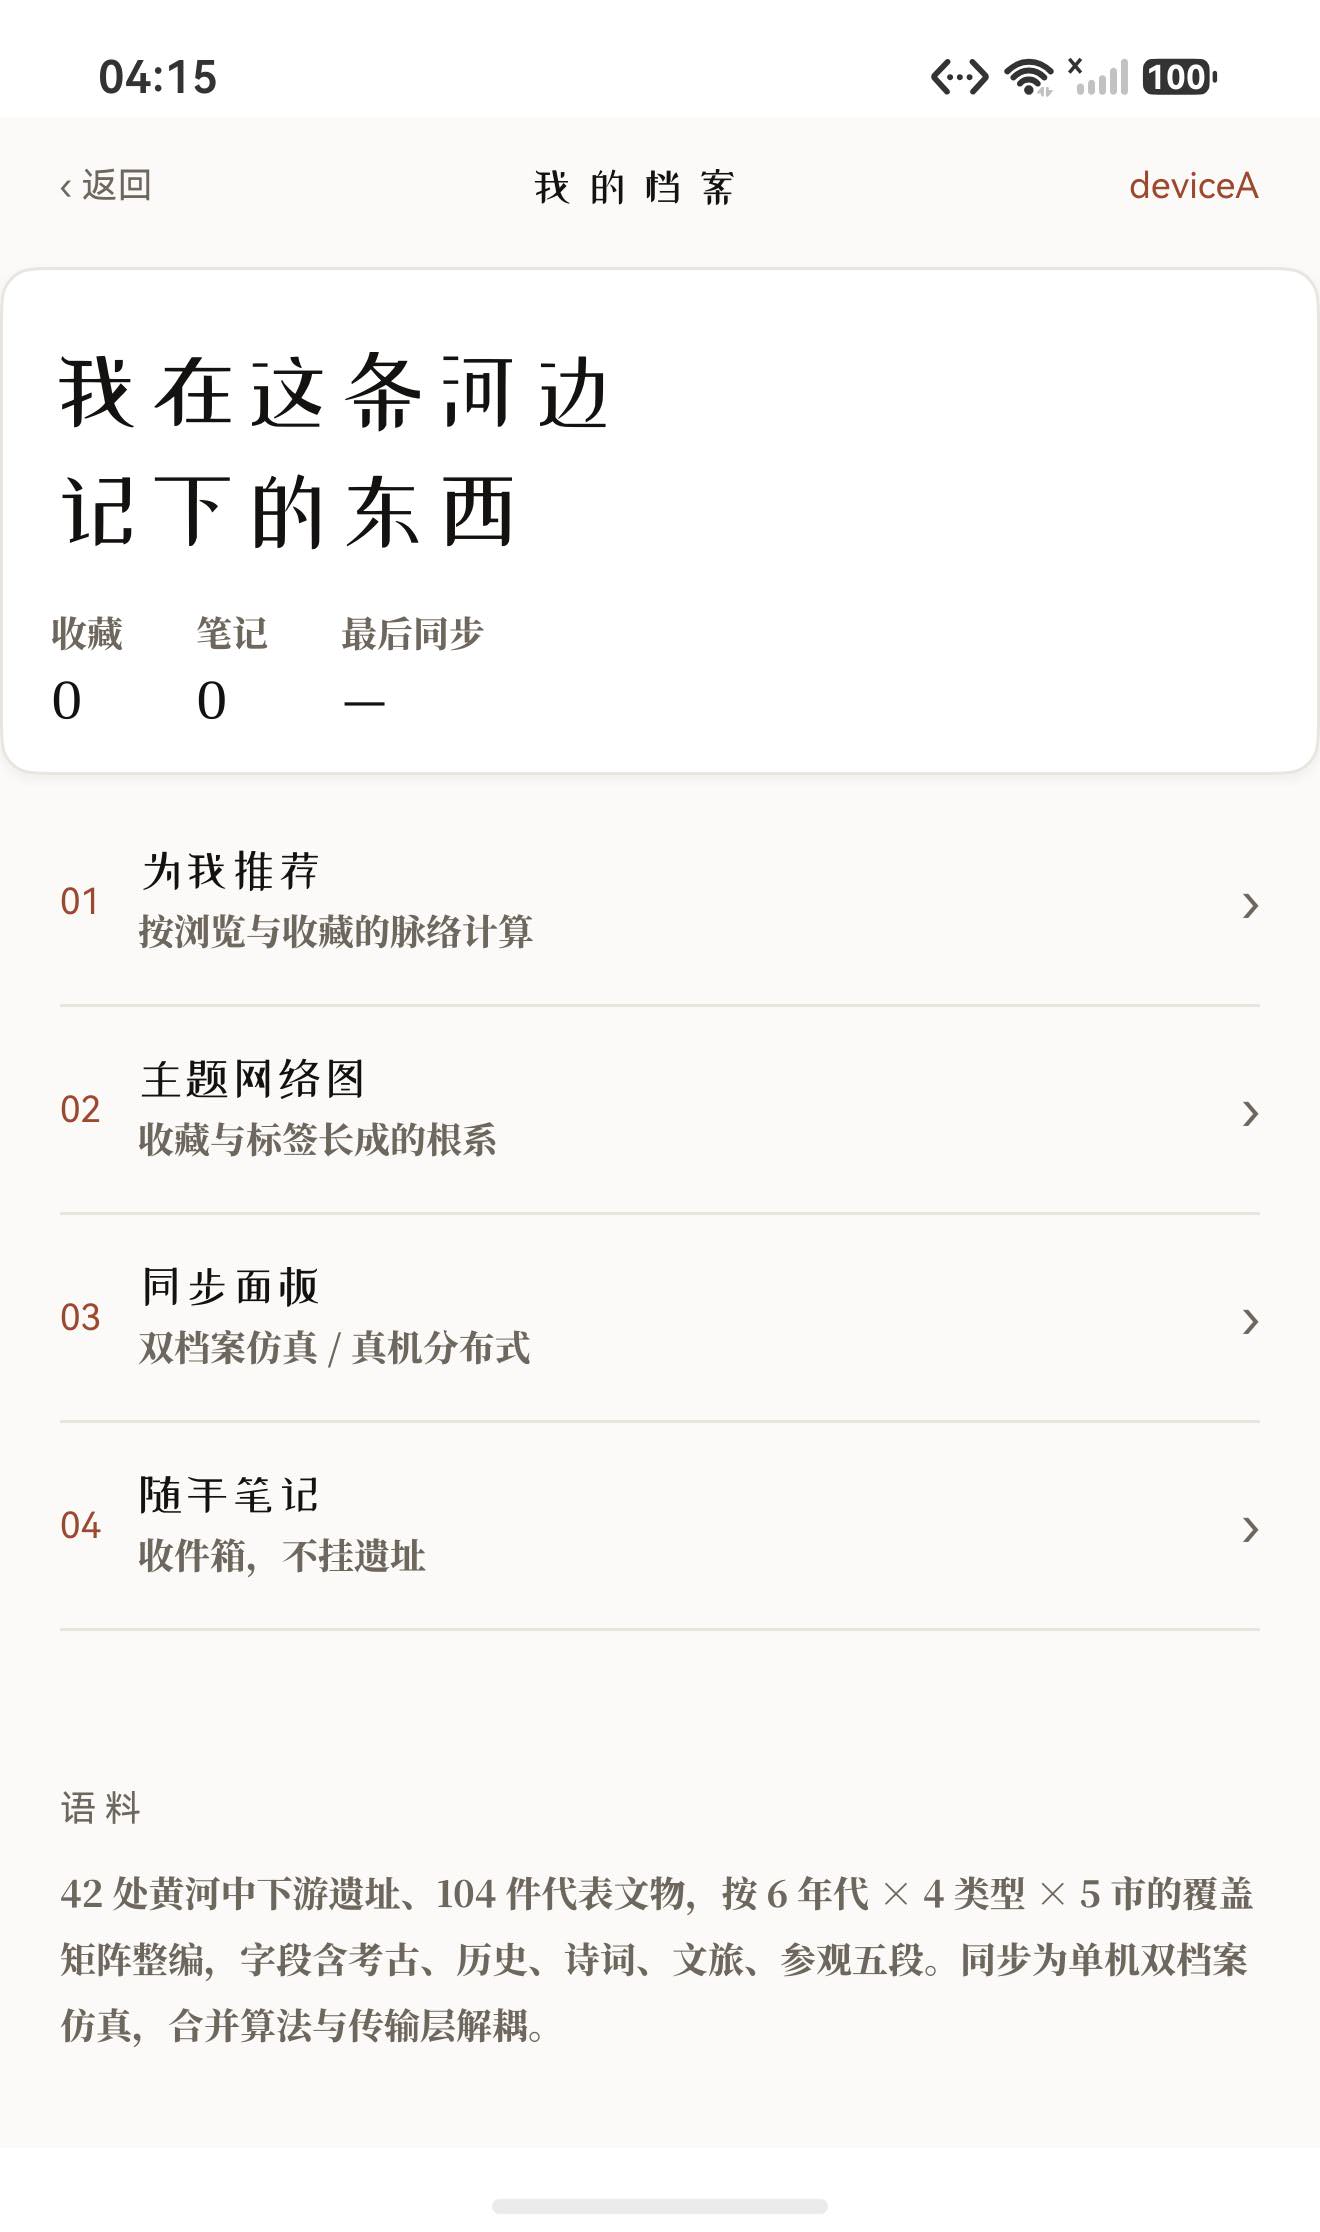 04:15
100
‹ 返回
我的档案
deviceA
我在这条河边
记下的东西
收藏 笔记 最后同步
0 0 —
01
为我推荐
按浏览与收藏的脉络计算
02
主题网络图
收藏与标签长成的根系
03
同步面板
双档案仿真 / 真机分布式
04
随手笔记
收件箱，不挂遗址
语料
42 处黄河中下游遗址、104 件代表文物，按 6 年代 × 4 类型 × 5 市的覆盖
矩阵整编，字段含考古、历史、诗词、文旅、参观五段。同步为单机双档案
仿真，合并算法与传输层解耦。